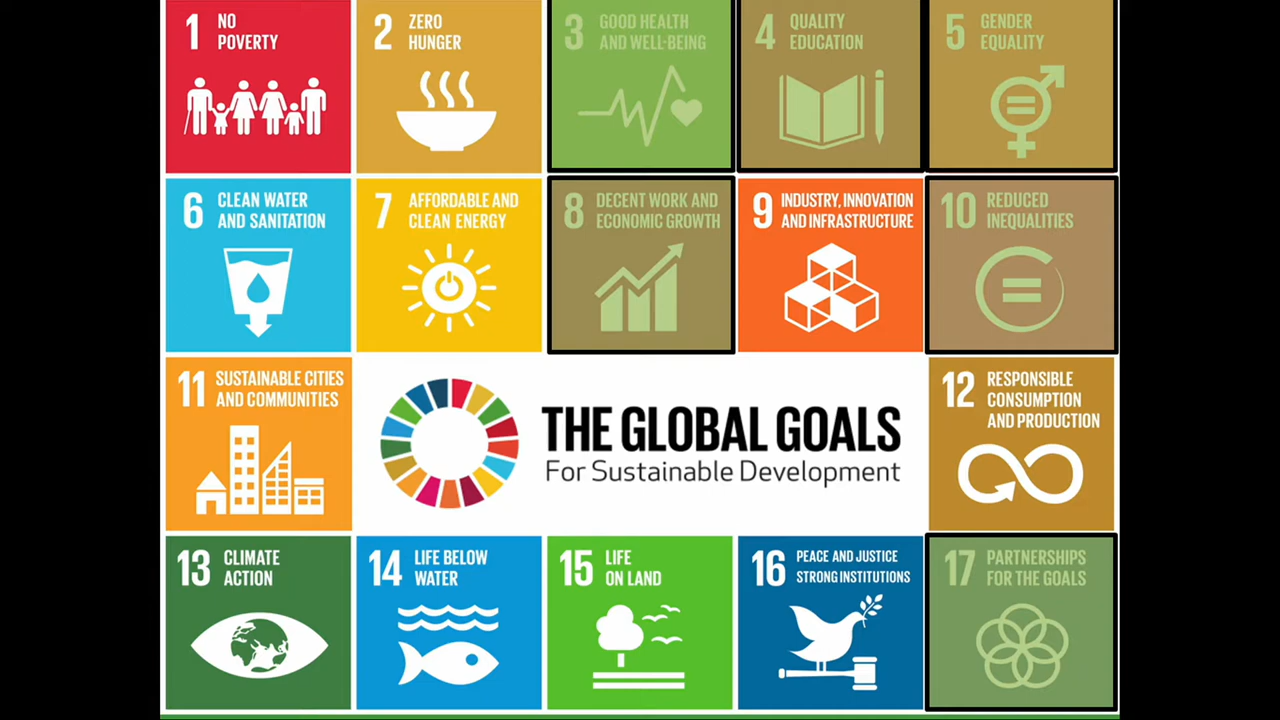 1 NO
POVERTY
2 ZERO
HUNGER
3 GOOD HEALTH
AND WELL-BEING
4 QUALITY
EDUCATION
5 GENDER
EQUALITY
6 CLEAN WATER
AND SANITATION
7 AFFORDABLE AND
CLEAN ENERGY
8 DECENT WORK AND
ECONOMIC GROWTH
9 INDUSTRY, INNOVATION
AND INFRASTRUCTURE
10 REDUCED
INEQUALITIES
11 SUSTAINABLE CITIES
AND COMMUNITIES
THE GLOBAL GOALS
For Sustainable Development
12 RESPONSIBLE
CONSUMPTION
AND PRODUCTION
13 CLIMATE
ACTION
14 LIFE BELOW
WATER
15 LIFE
ON LAND
16 PEACE AND JUSTICE
STRONG INSTITUTIONS
17 PARTNERSHIPS
FOR THE GOALS